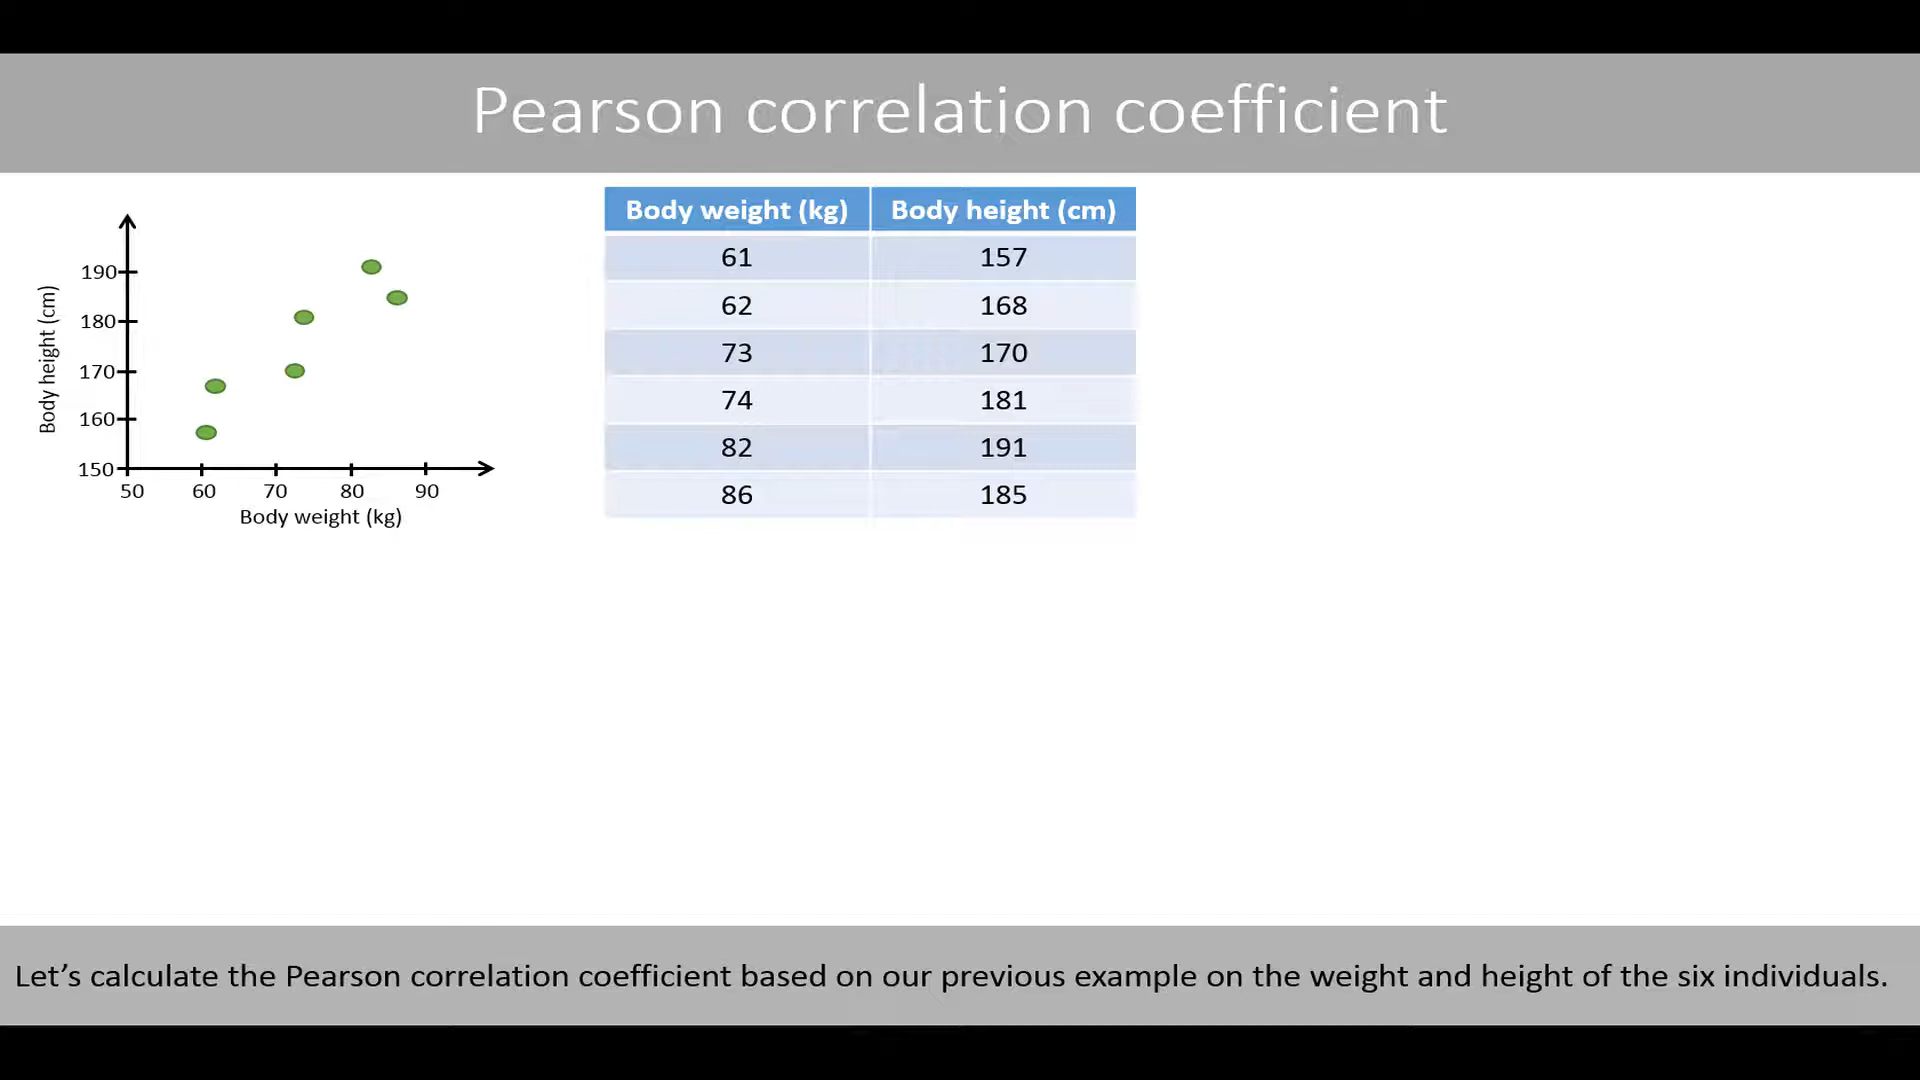 Pearson correlation coefficient
190
180
170
160
150
50 60 70 80 90
Body height (cm)
Body weight (kg)
Body weight (kg) Body height (cm)
61 157
62 168
73 170
74 181
82 191
86 185
Let’s calculate the Pearson correlation coefficient based on our previous example on the weight and height of the six individuals.